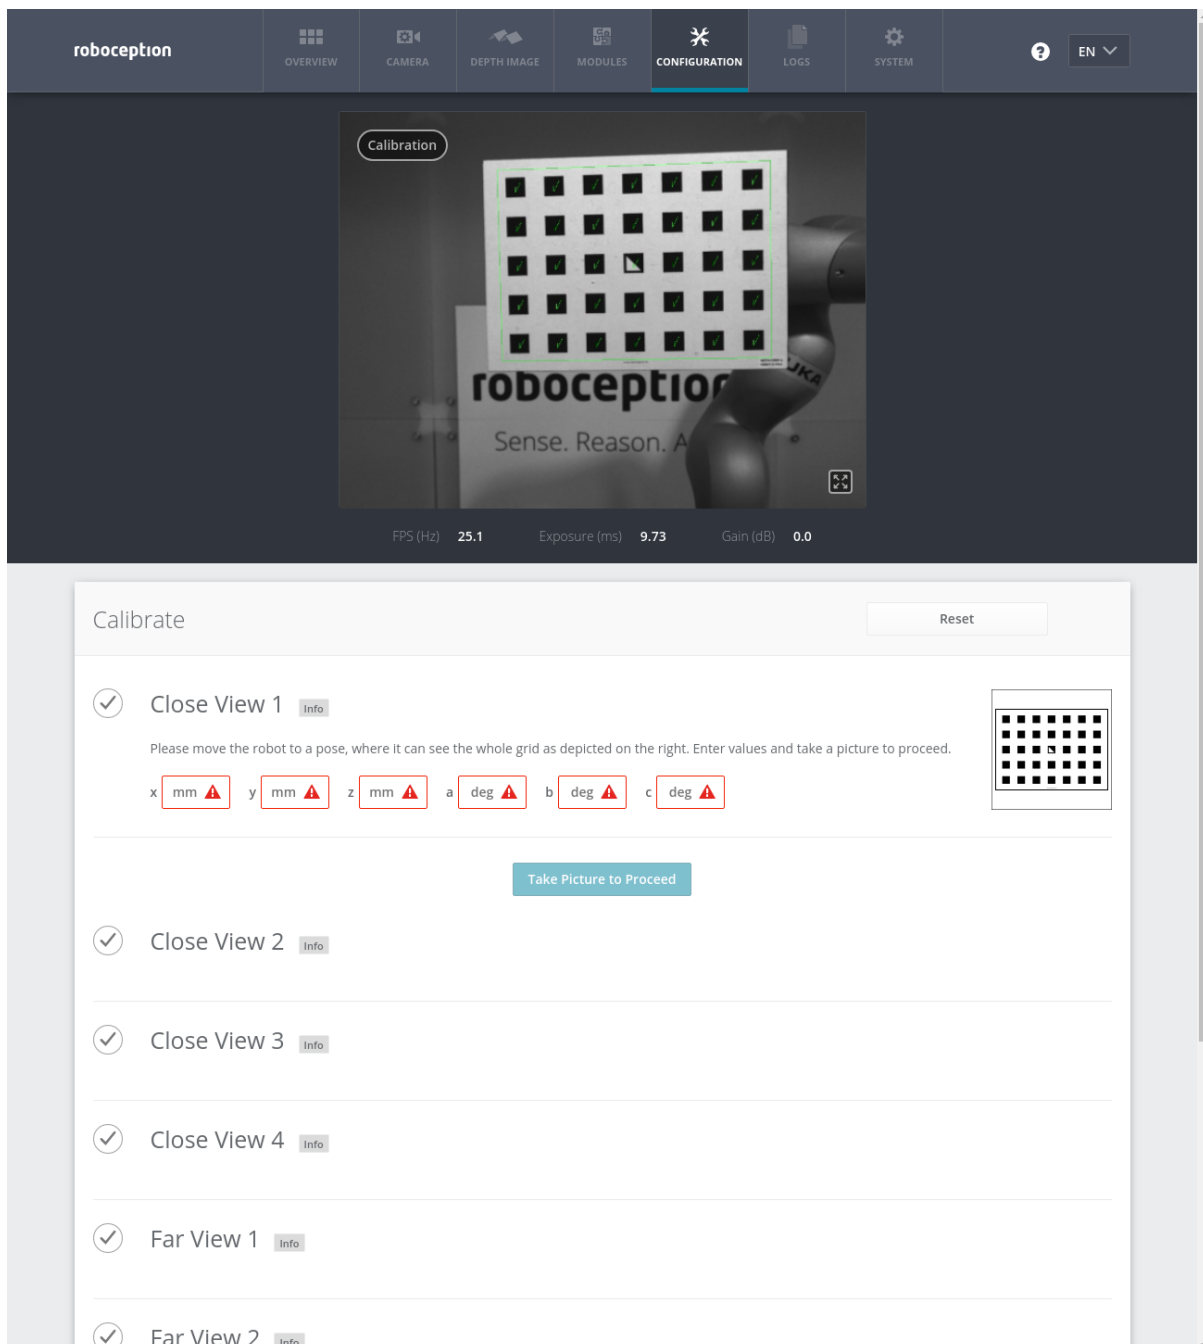 roboception
OVERVIEW
CAMERA
DEPTH IMAGE
MODULES
CONFIGURATION
LOGS
SYSTEM
EN
Calibration
roboception
Sense. Reason. A
UKA
FPS (Hz) 25.1 Exposure (ms) 9.73 Gain (dB) 0.0
Calibrate
Reset
Close View 1 Info
Please move the robot to a pose, where it can see the whole grid as depicted on the right. Enter values and take a picture to proceed.
x mm y mm z mm a deg b deg c deg
Take Picture to Proceed
Close View 2 Info
Close View 3 Info
Close View 4 Info
Far View 1 Info
Far View 2 Info